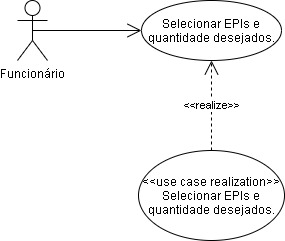 Selecionar EPIs e
quantidade desejados.
Funcionário
<<realize>>
<<use case realization>>
Selecionar EPIs e
quantidade desejados.